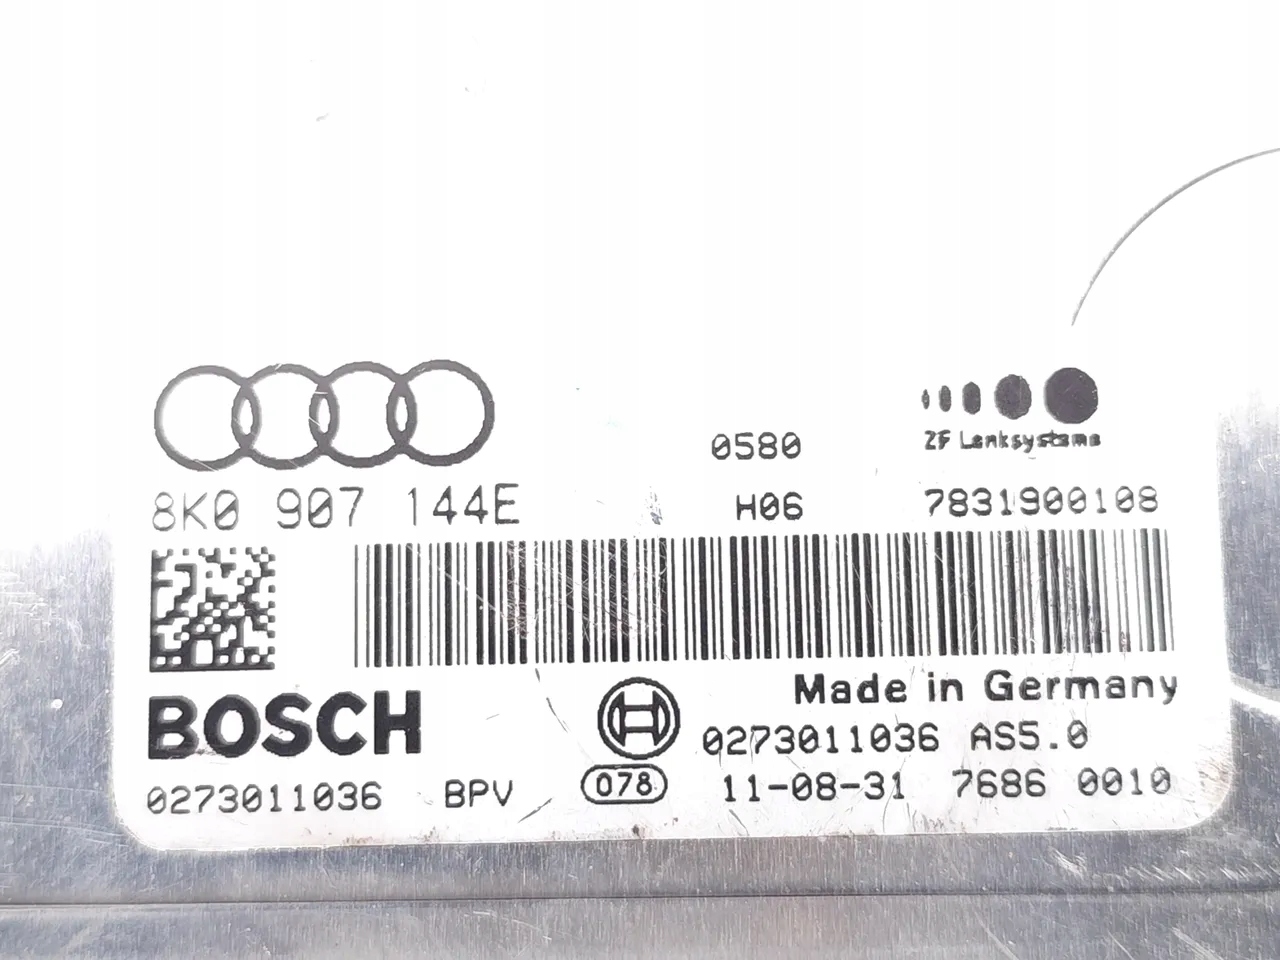 0580
ZF Lenksysteme
8K0 907 144E
H06
7831900108
Made in Germany
BOSCH
0273011036 AS5.0
0273011036 BPV
078
11-08-31 7686 0010